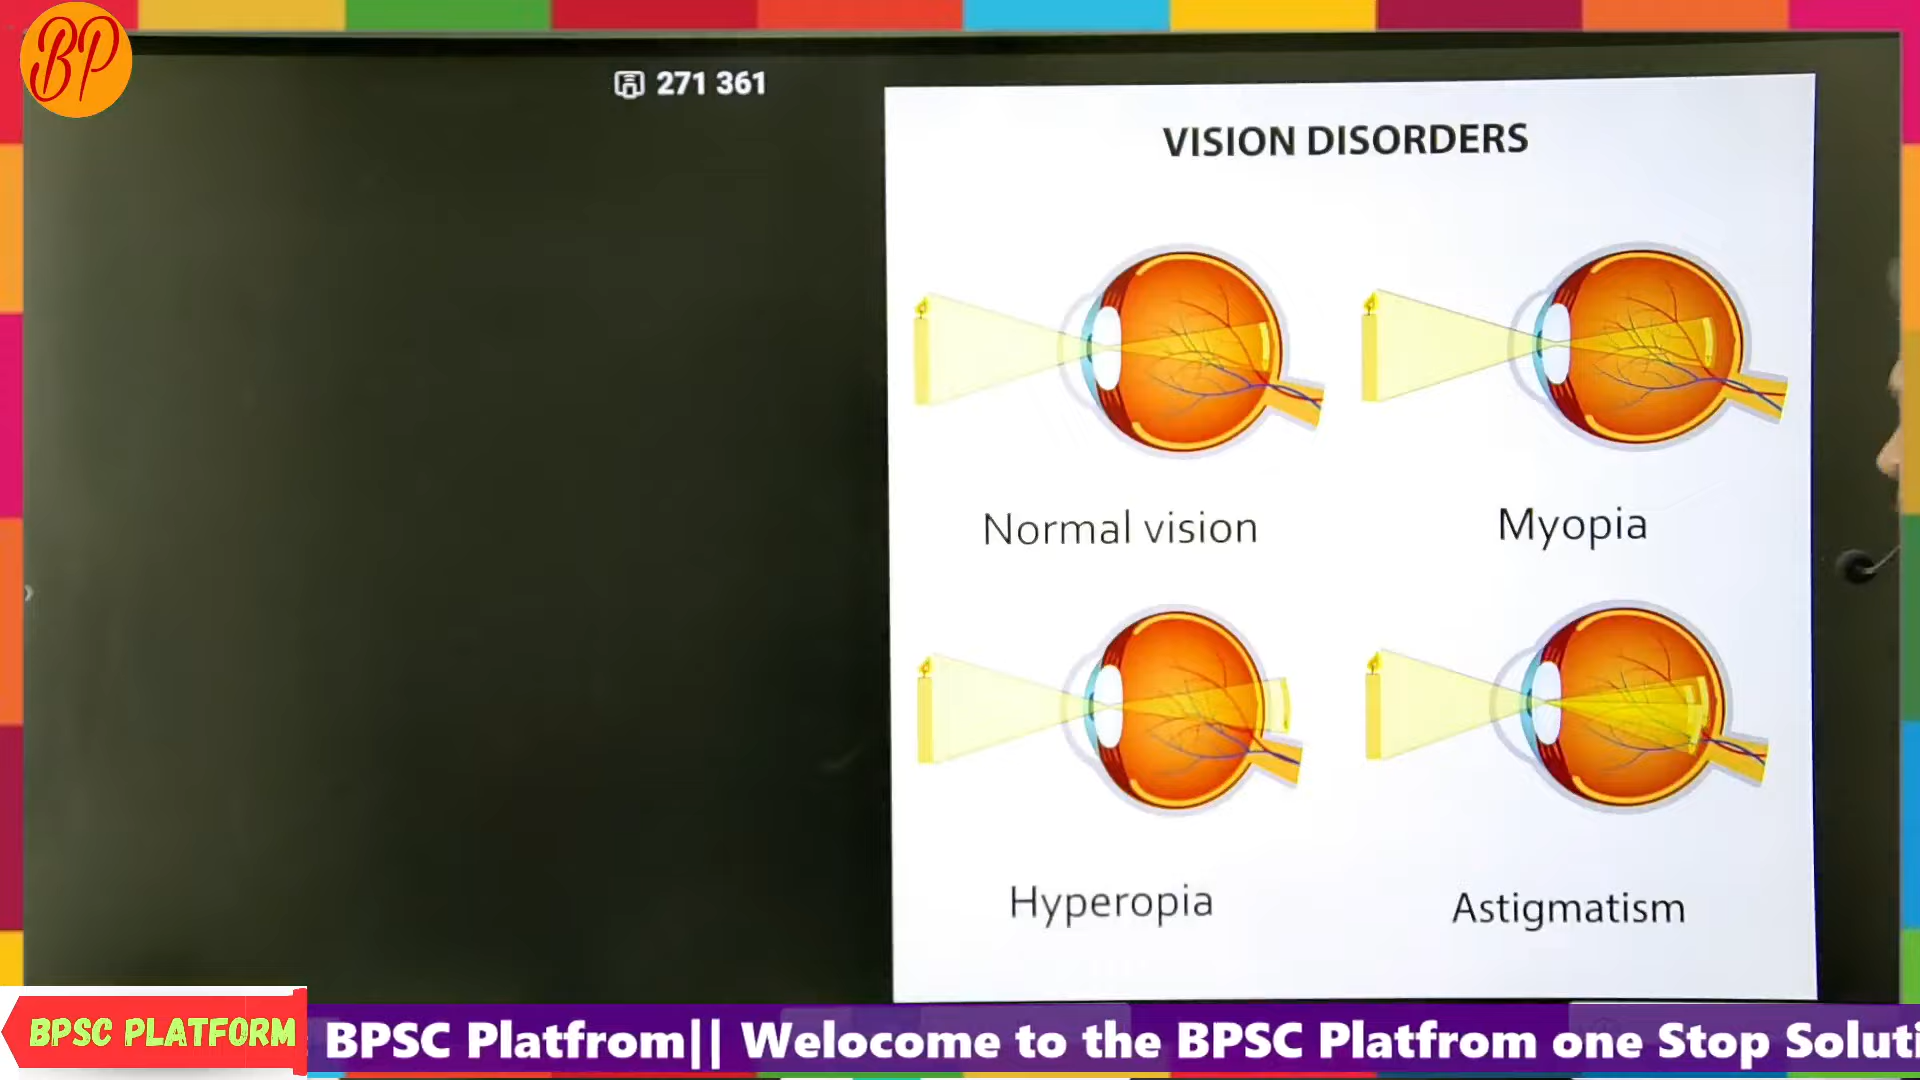 BP
271 361
VISION DISORDERS
Normal vision
Myopia
Hyperopia
Astigmatism
BPSC PLATFORM
BPSC Platfrom|| Welocome to the BPSC Platfrom one Stop Soluti